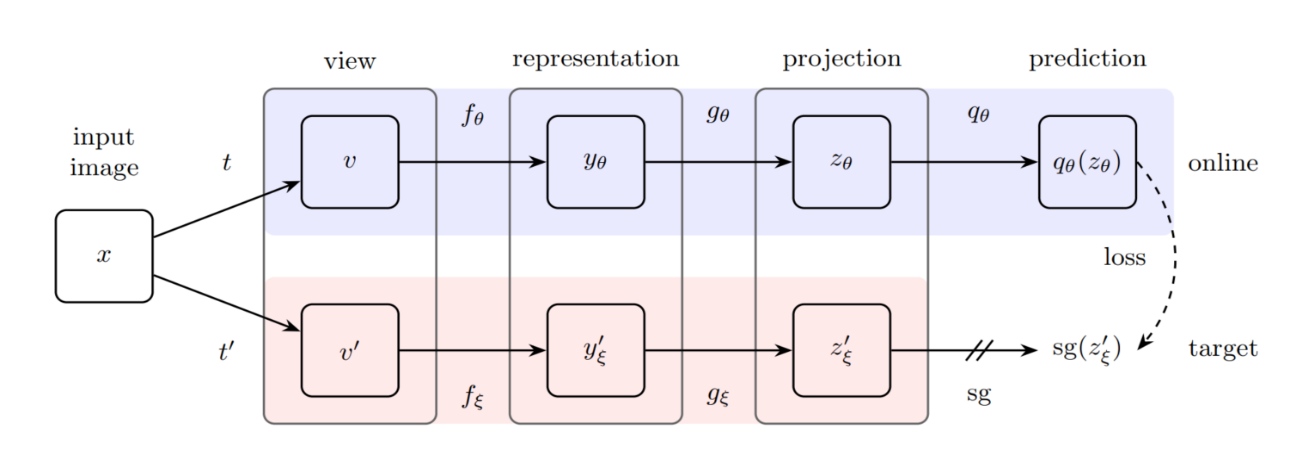 view
representation
projection
prediction
input
image
t
f_θ
g_θ
q_θ
v
y_θ
z_θ
q_θ(z_θ)
online
x
loss
t′
v′
y′_ξ
z′_ξ
sg(z′_ξ)
target
f_ξ
g_ξ
sg